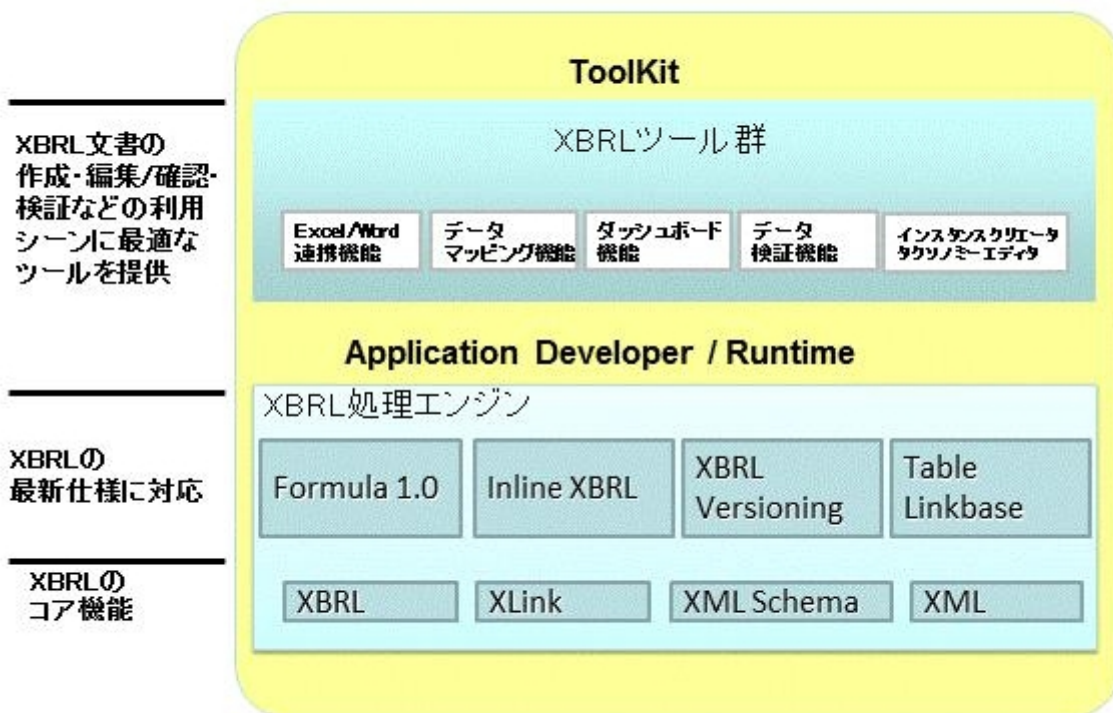 ToolKit
XBRL文書の
作成・編集/確認・
検証などの利用
シーンに最適な
ツールを提供
XBRLツール群
Excel/Word
連携機能
データ
マッピング機能
ダッシュボード
機能
データ
検証機能
インスタンスクリエータ
タクソノミーエディタ
Application Developer / Runtime
XBRLの
最新仕様に対応
XBRL処理エンジン
Formula 1.0
Inline XBRL
XBRL
Versioning
Table
Linkbase
XBRLの
コア機能
XBRL
XLink
XML Schema
XML